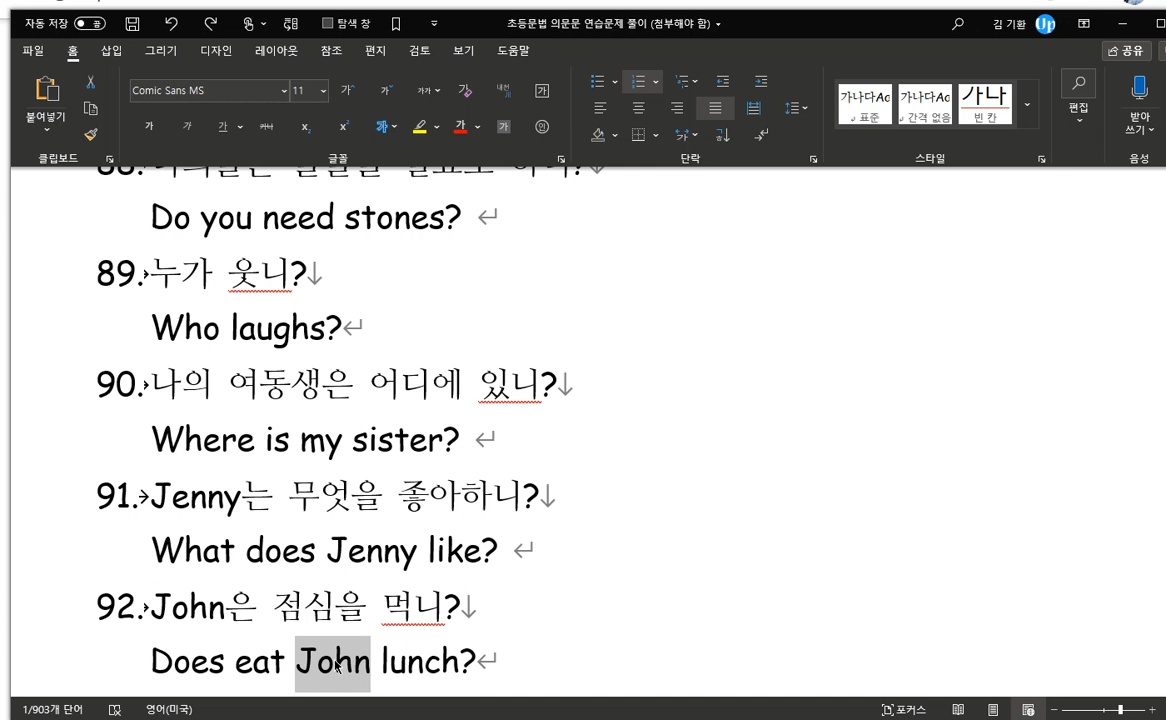 자동 저장 끔 탐색 창 초등문법 의문문 연습문제 풀이 (첨부해야 함) 김 기환 Up
파일 홈 삽입 그리기 디자인 레이아웃 참조 편지 검토 보기 도움말 공유
붙여넣기 Comic Sans MS 11 가나다Aa 표준 가나다Aa 간격 없음 가나 빈 칸 편집 받아쓰기
클립보드 글꼴 단락 스타일 음성
Do you need stones?
89. 누가 웃니?
Who laughs?
90. 나의 여동생은 어디에 있니?
Where is my sister?
91. Jenny는 무엇을 좋아하니?
What does Jenny like?
92. John은 점심을 먹니?
Does eat John lunch?
1/903개 단어 영어(미국) 포커스